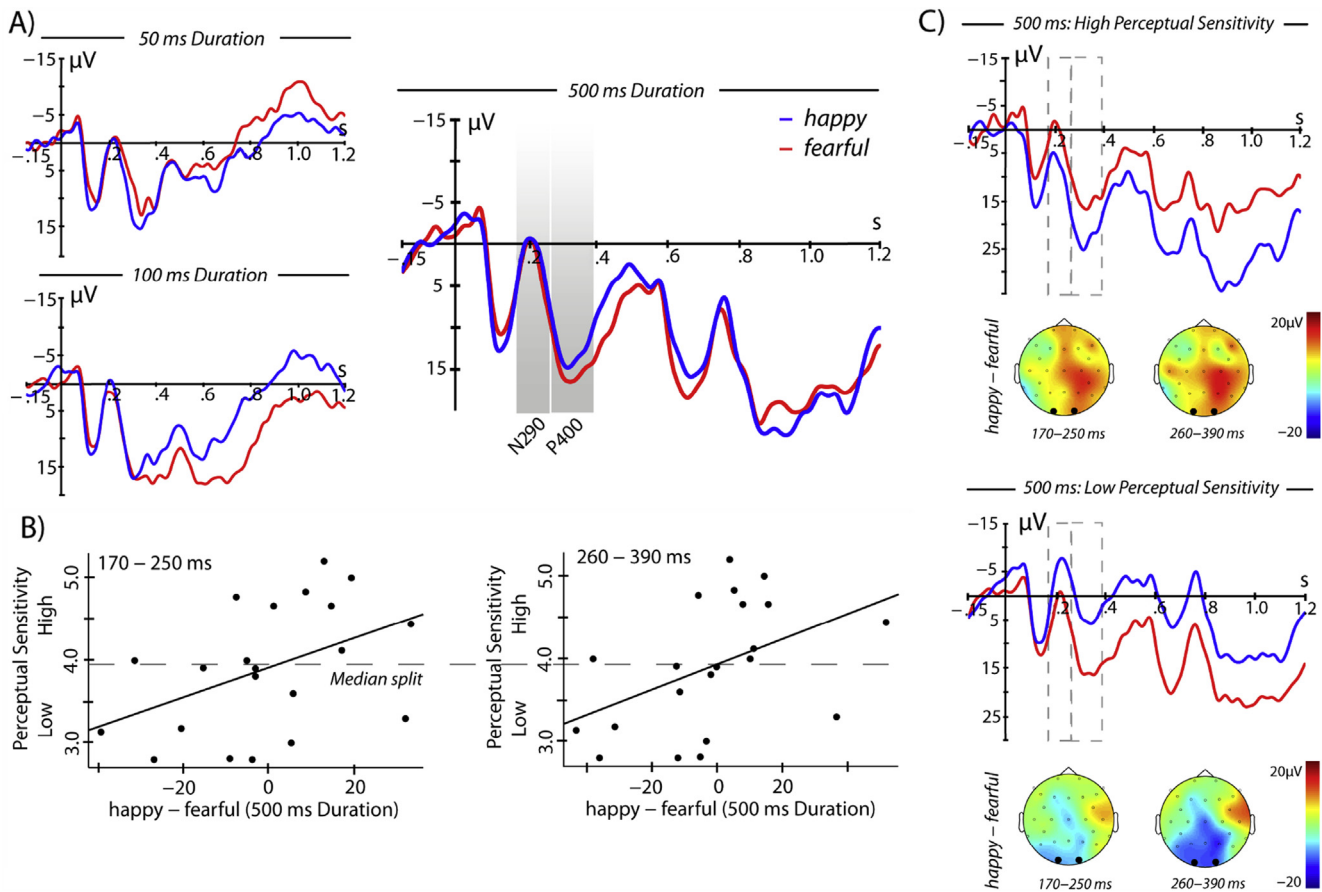 A)
50 ms Duration
-15
μV
-5
s
-.15
.2
.4
.6
.8
1.0
1.2
5
15
100 ms Duration
-15
μV
-5
s
-.15
.2
.4
.6
.8
1.0
1.2
15
500 ms Duration
-15
μV
happy
fearful
-5
s
-.15
.2
.4
.6
.8
1.0
1.2
5
15
N290
P400
B)
170 – 250 ms
Perceptual Sensitivity
Low High
5.0
4.0
3.0
Median split
-20
0
20
happy – fearful (500 ms Duration)
260 – 390 ms
Perceptual Sensitivity
Low High
5.0
4.0
3.0
-20
0
20
happy – fearful (500 ms Duration)
C)
500 ms: High Perceptual Sensitivity
-15
μV
-5
s
-.15
.2
.4
.6
.8
1.0
1.2
5
15
25
happy – fearful
20μV
-20
170–250 ms
260–390 ms
500 ms: Low Perceptual Sensitivity
-15
μV
-5
s
-.15
0.2
.4
.6
.8
1.0
1.2
5
15
25
happy – fearful
20μV
-20
170–250 ms
260–390 ms